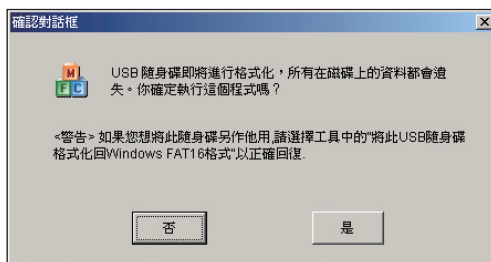 確認對話框
M
F C
USB 隨身碟即將進行格式化，所有在磁碟上的資料都會遺
失。你確定執行這個程式嗎？
<警告> 如果您想將此隨身碟另作他用,請選擇工具中的"將此USB隨身碟
格式化回Windows FAT16格式"以正確回復.
否
是